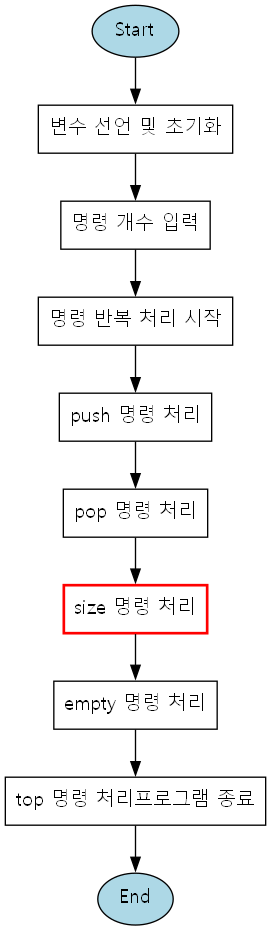 Start
변수 선언 및 초기화
명령 개수 입력
명령 반복 처리 시작
push 명령 처리
pop 명령 처리
size 명령 처리
empty 명령 처리
top 명령 처리프로그램 종료
End